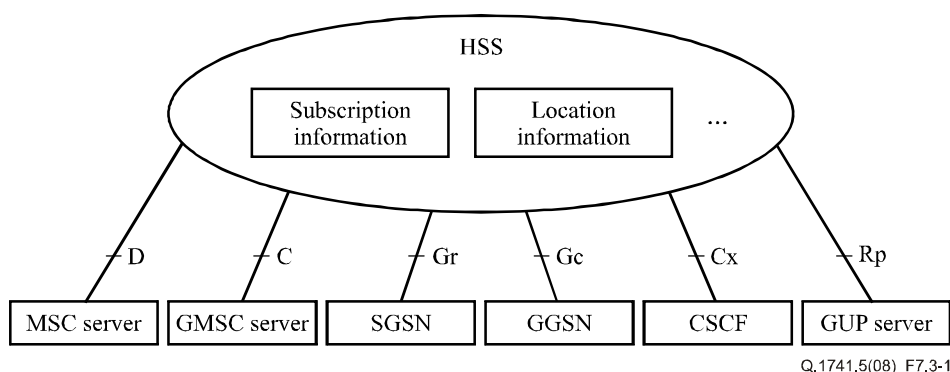 HSS
Subscription
information
Location
information
...
D
C
Gr
Gc
Cx
Rp
MSC server
GMSC server
SGSN
GGSN
CSCF
GUP server
Q.1741.5(08)_F7.3-1